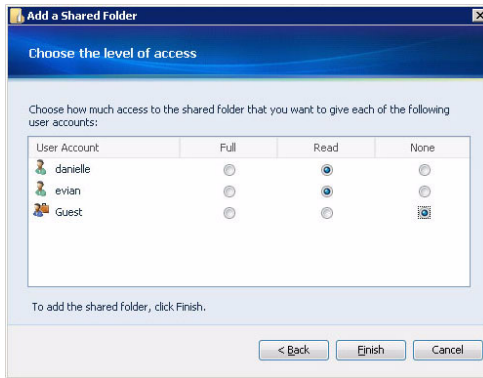 Add a Shared Folder
Choose the level of access
Choose how much access to the shared folder that you want to give each of the following
user accounts:
User Account Full Read None
danielle
evian
Guest
To add the shared folder, click Finish.
< Back Finish Cancel